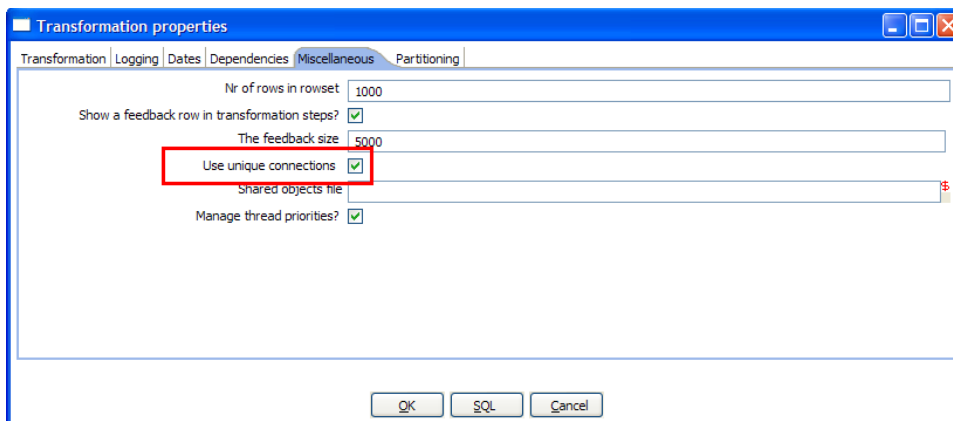 Transformation properties
Transformation Logging Dates Dependencies Miscellaneous Partitioning
Nr of rows in rowset 1000
Show a feedback row in transformation steps?
The feedback size 5000
Use unique connections
Shared objects file $
Manage thread priorities?
OK SQL Cancel